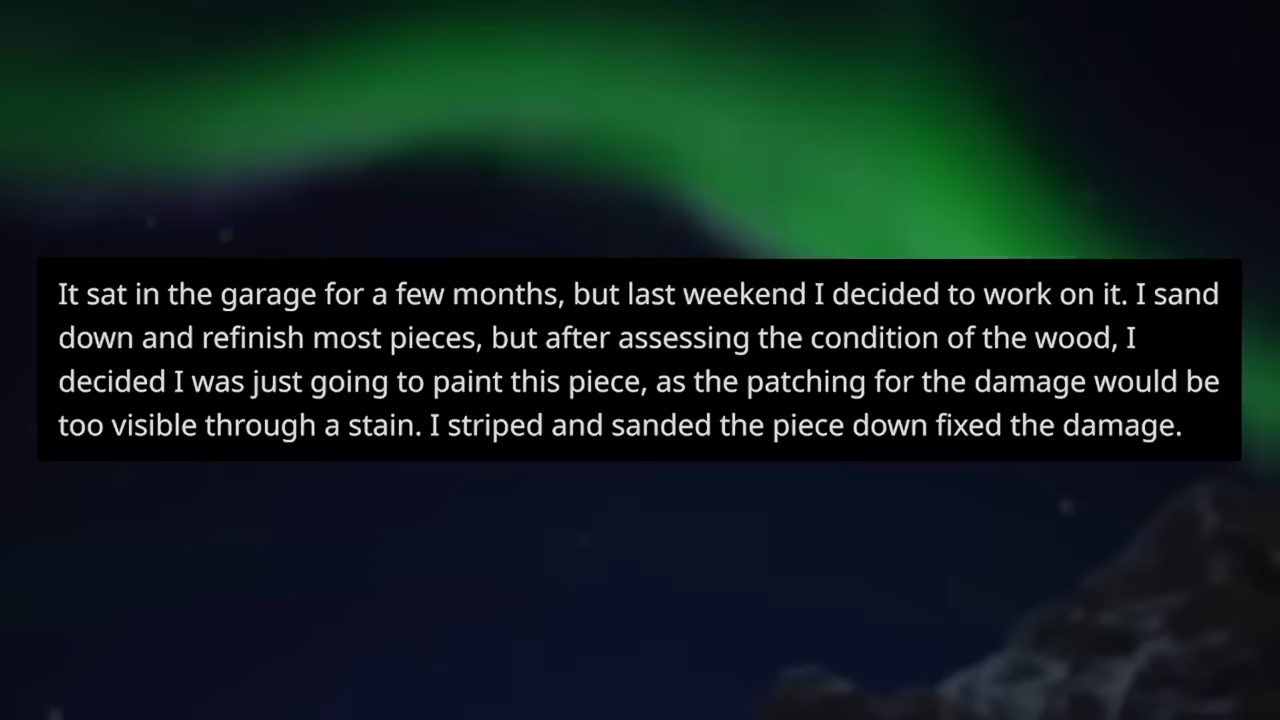 It sat in the garage for a few months, but last weekend I decided to work on it. I sand
down and refinish most pieces, but after assessing the condition of the wood, I
decided I was just going to paint this piece, as the patching for the damage would be
too visible through a stain. I striped and sanded the piece down fixed the damage.